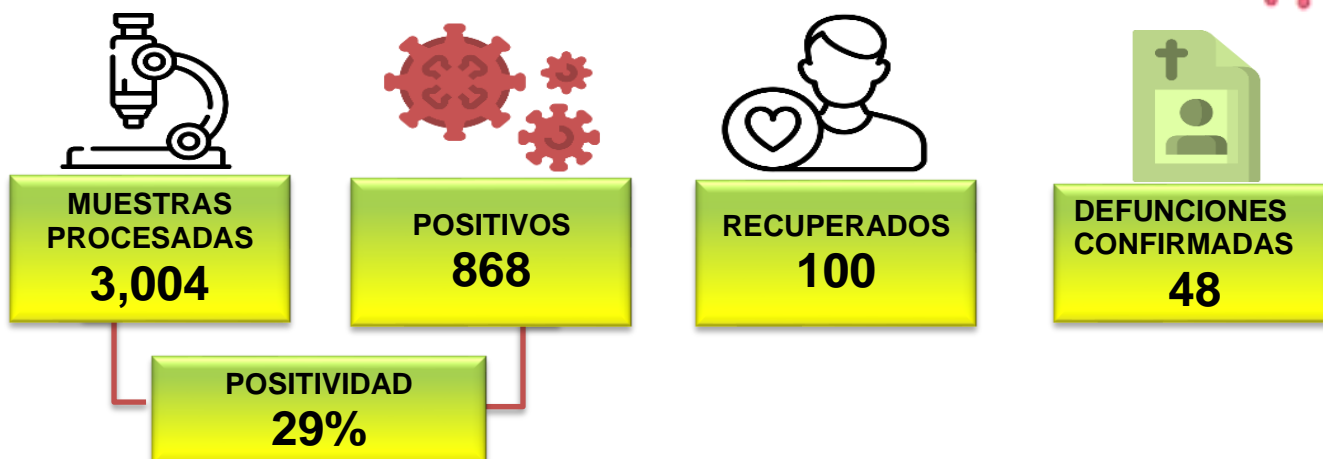 MUESTRAS
PROCESADAS
3,004
POSITIVOS
868
RECUPERADOS
100
DEFUNCIONES
CONFIRMADAS
48
POSITIVIDAD
29%